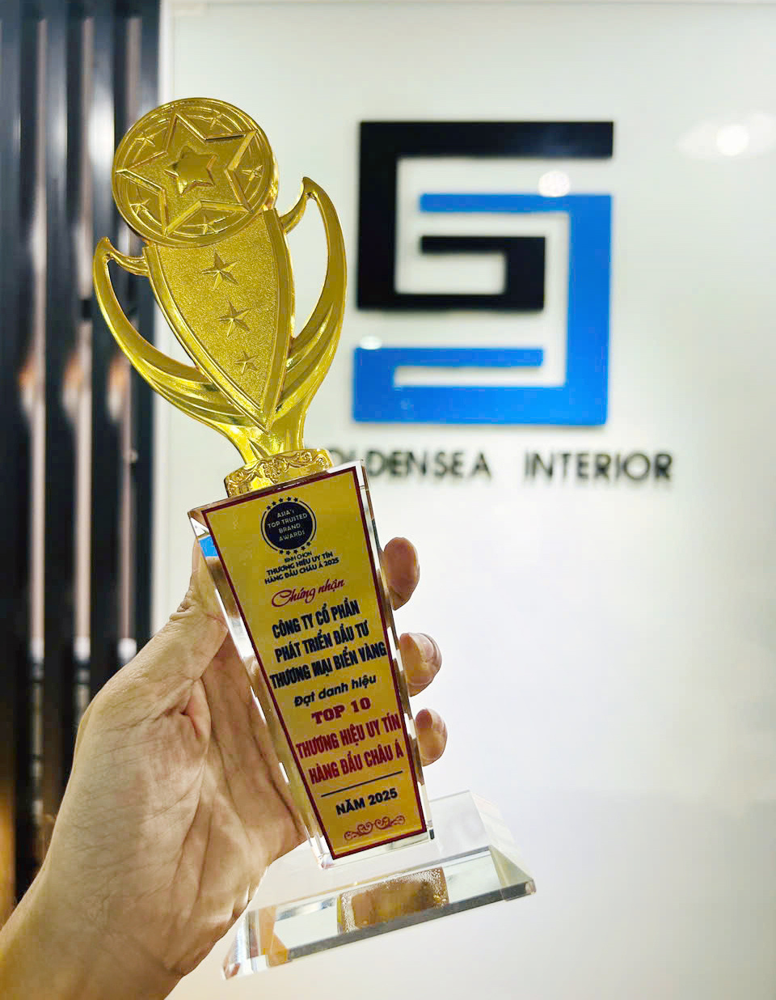 OLDENSEA INTERIOR
ASIA's
TOP TRUSTED
BRAND
AWARDS
BÌNH CHỌN
THƯƠNG HIỆU UY TÍN
HÀNG ĐẦU CHÂU Á 2025
Chứng nhận
CÔNG TY CỔ PHẦN
PHÁT TRIỂN ĐẦU TƯ
THƯƠNG MẠI BIỂN VÀNG
Đạt danh hiệu
TOP 10
THƯƠNG HIỆU UY TÍN
HÀNG ĐẦU CHÂU Á
NĂM 2025